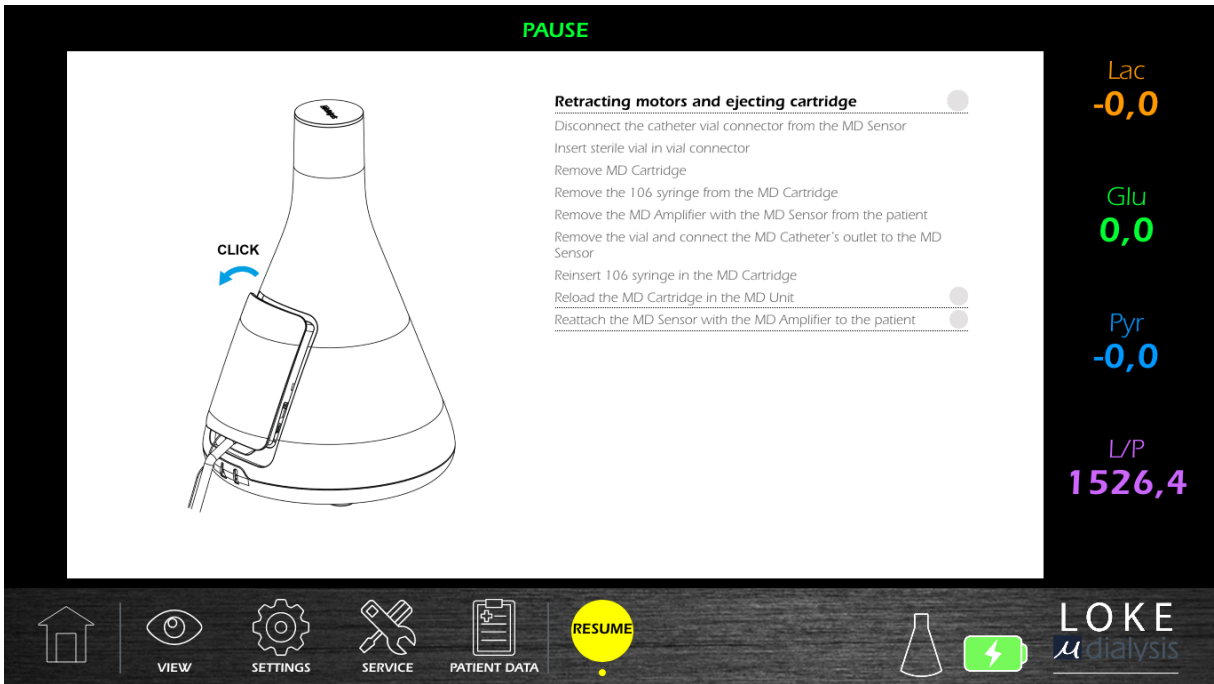 PAUSE
Retracting motors and ejecting cartridge
Disconnect the catheter vial connector from the MD Sensor
Insert sterile vial in vial connector
Remove MD Cartridge
Remove the 106 syringe from the MD Cartridge
Remove the MD Amplifier with the MD Sensor from the patient
Remove the vial and connect the MD Catheter's outlet to the MD
Sensor
Reinsert 106 syringe in the MD Cartridge
Reload the MD Cartridge in the MD Unit
Reattach the MD Sensor with the MD Amplifier to the patient
CLICK
Lac
-0,0
Glu
0,0
Pyr
-0,0
L/P
1526,4
VIEW
SETTINGS
SERVICE
PATIENT DATA
RESUME
LOKE
μdialysis